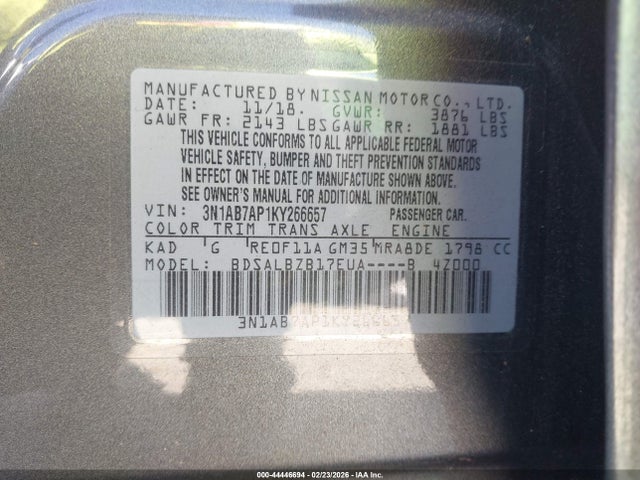 MANUFACTURED BY NISSAN MOTOR CO., LTD.
DATE: 11/18. GVWR: 3876 LBS
GAWR FR: 2143 LBS GAWR RR: 1881 LBS
THIS VEHICLE CONFORMS TO ALL APPLICABLE FEDERAL MOTOR
VEHICLE SAFETY, BUMPER AND THEFT PREVENTION STANDARDS
IN EFFECT ON THE DATE OF MANUFACTURE SHOWN ABOVE.
SEE OWNER'S MANUAL FOR ADDITIONAL INFORMATION.
VIN: 3N1AB7AP1KY266657 PASSENGER CAR.
COLOR TRIM TRANS AXLE ENGINE
KAD G RE0F11A GM35 MRA8DE 1798 CC
MODEL: BDSALBZB17EUA----B 4Z000
3N1AB7AP1KY266657
000-44446694 - 02/23/2026 - IAA Inc.